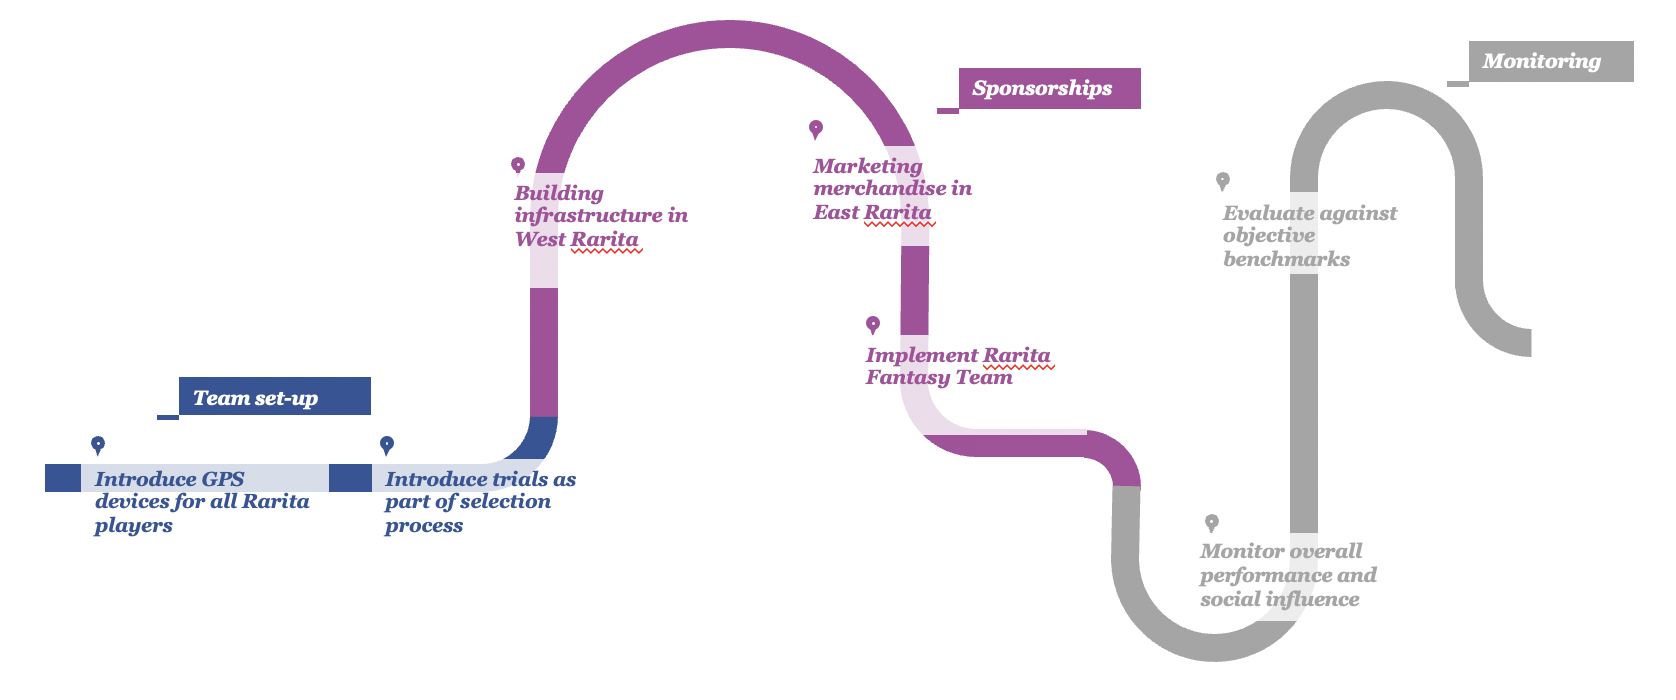 Team set-up
Introduce GPS
devices for all Rarita
players
Introduce trials as
part of selection
process
Building
infrastructure in
West Rarita
Sponsorships
Marketing
merchandise in
East Rarita
Implement Rarita
Fantasy Team
Monitoring
Monitor overall
performance and
social influence
Evaluate against
objective
benchmarks